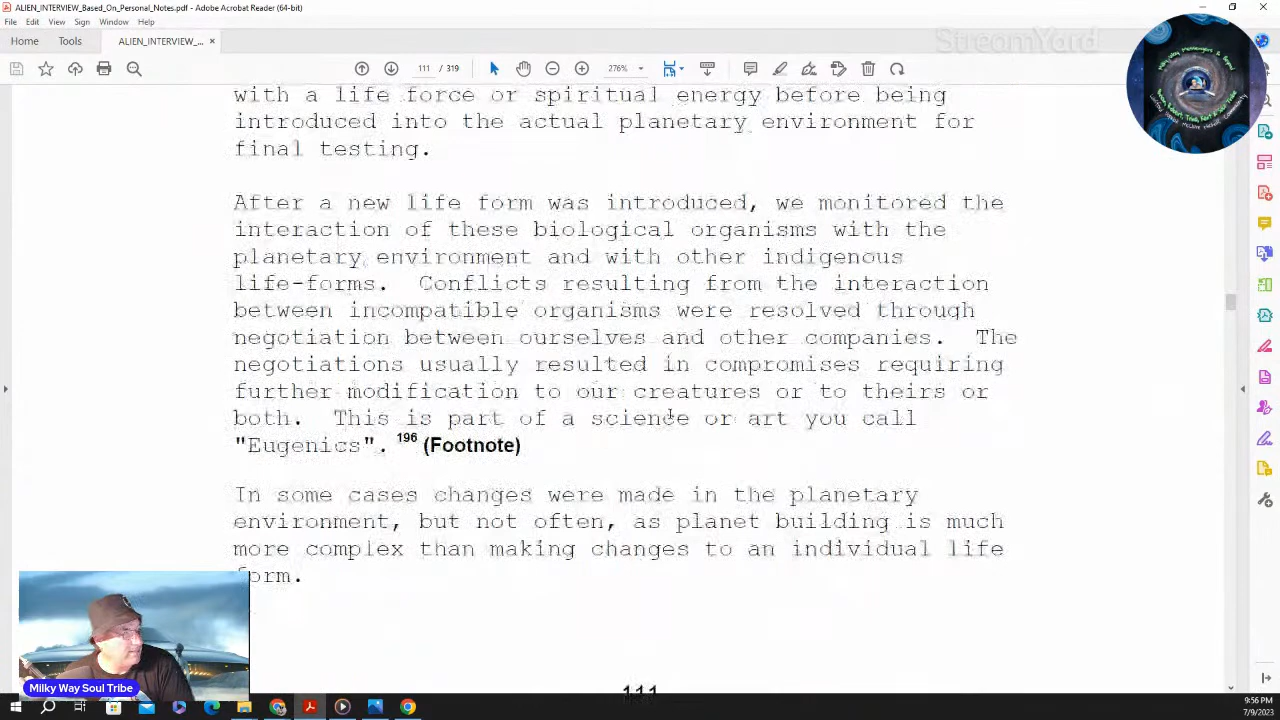 ALIEN_INTERVIEW_Based_On_Personal_Notes.pdf - Adobe Acrobat Reader (64-bit)
File Edit View Sign Window Help
Home Tools ALIEN_INTERVIEW_... ×
StreamYard
111 / 319 276%
with a life force or spiritual energy before being
introduced into the actual planetary environment for
final testing.
After a new life form was introduced, we monitored the
interaction of these biological organisms with the
planetary environment and with other indigenous
life-forms. Conflicts resulting from the interaction
between incompatible organisms were resolved through
negotiation between ourselves and other companies. The
negotiations usually resulted in compromises requiring
further modification to our creatures or to theirs or
both. This is part of a science or art you call
"Eugenics". 196 (Footnote)
In some cases changes were made in the planetary
environment, but not often, as planet building is much
more complex than making changes to an individual life
form.
111
Milky Way Soul Tribe
9:56 PM
7/9/2023